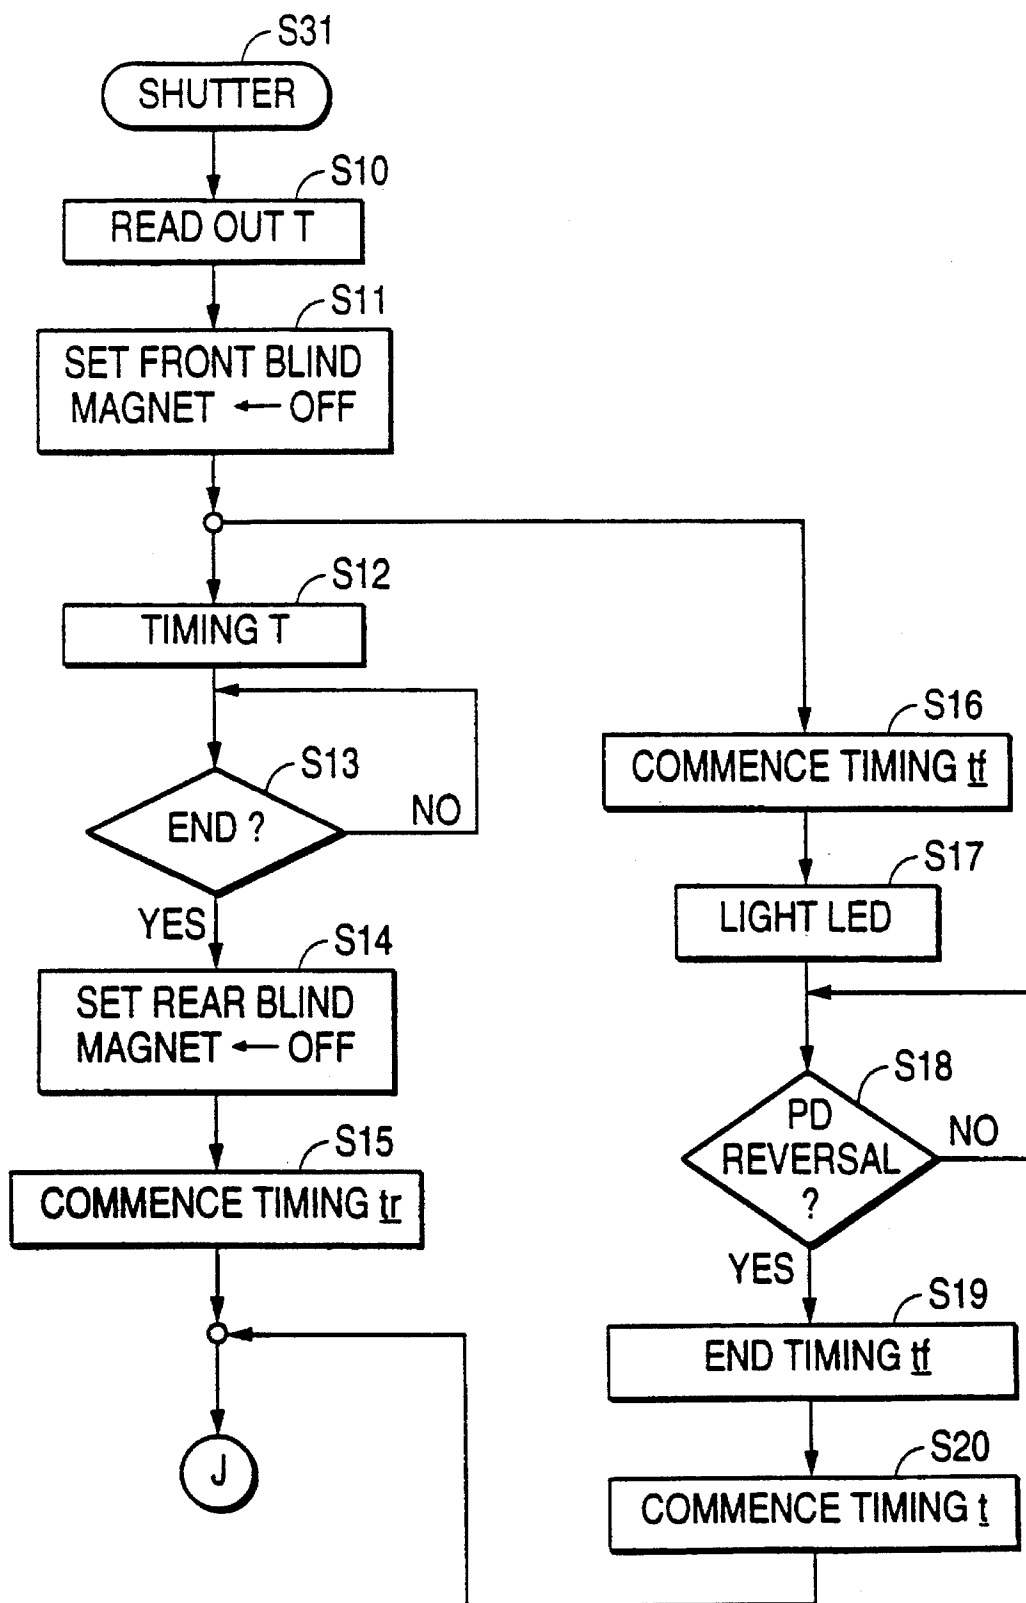 S31
SHUTTER
S10
READ OUT T
S11
SET FRONT BLIND
MAGNET ← OFF
S12
TIMING T
S13
END ?
NO
YES
S14
SET REAR BLIND
MAGNET ← OFF
S15
COMMENCE TIMING tr
J
S16
COMMENCE TIMING tf
S17
LIGHT LED
S18
PD
REVERSAL
?
NO
YES
S19
END TIMING tf
S20
COMMENCE TIMING t